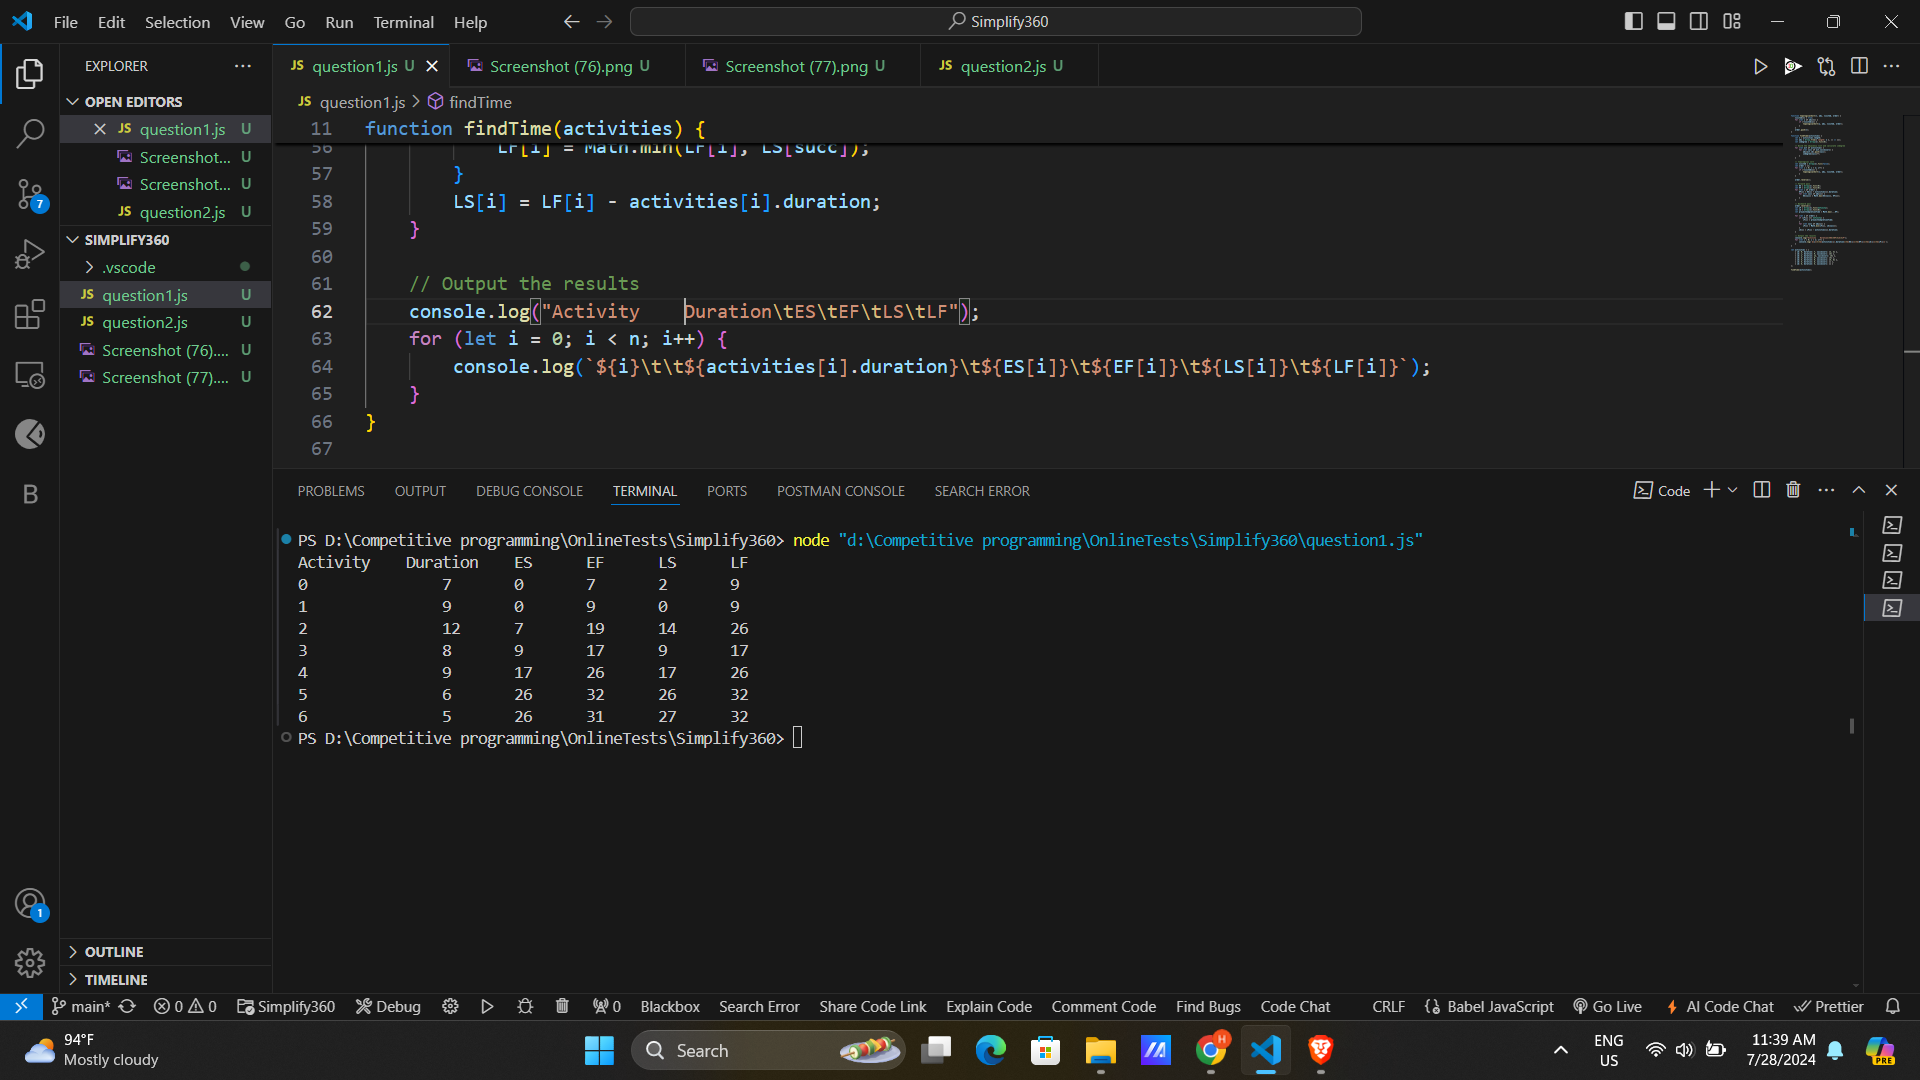 File Edit Selection View Go Run Terminal Help
Simplify360
EXPLORER
OPEN EDITORS
JS question1.js U
Screenshot... U
Screenshot... U
JS question2.js U
SIMPLIFY360
.vscode
JS question1.js U
JS question2.js U
Screenshot (76).... U
Screenshot (77).... U
OUTLINE
TIMELINE
7
B
1
JS question1.js U
Screenshot (76).png U
Screenshot (77).png U
JS question2.js U
JS question1.js > findTime
11 function findTime(activities) {
56 LF[i] = Math.min(LF[i], LS[succ]);
57 }
58 LS[i] = LF[i] - activities[i].duration;
59 }
60
61 // Output the results
62 console.log("Activity    Duration\tES\tEF\tLS\tLF");
63 for (let i = 0; i < n; i++) {
64 console.log(`${i}\t\t${activities[i].duration}\t${ES[i]}\t${EF[i]}\t${LS[i]}\t${LF[i]}`);
65 }
66 }
67
PROBLEMS OUTPUT DEBUG CONSOLE TERMINAL PORTS POSTMAN CONSOLE SEARCH ERROR
Code
PS D:\Competitive programming\OnlineTests\Simplify360> node "d:\Competitive programming\OnlineTests\Simplify360\question1.js"
Activity Duration ES EF LS LF
0 7 0 7 2 9
1 9 0 9 0 9
2 12 7 19 14 26
3 8 9 17 9 17
4 9 17 26 17 26
5 6 26 32 26 32
6 5 26 31 27 32
PS D:\Competitive programming\OnlineTests\Simplify360>
main* 0 0 Simplify360 Debug 0 Blackbox Search Error Share Code Link Explain Code Comment Code Find Bugs Code Chat CRLF Babel JavaScript Go Live AI Code Chat Prettier
94°F
Mostly cloudy
Search
H
ENG
US
11:39 AM
7/28/2024
PRE